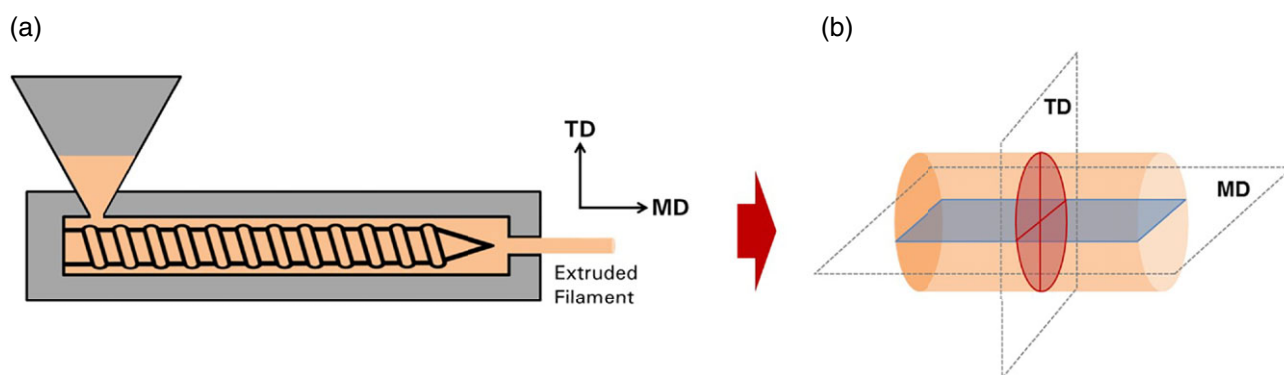 (a)
(b)
TD
MD
Extruded
Filament
TD
MD